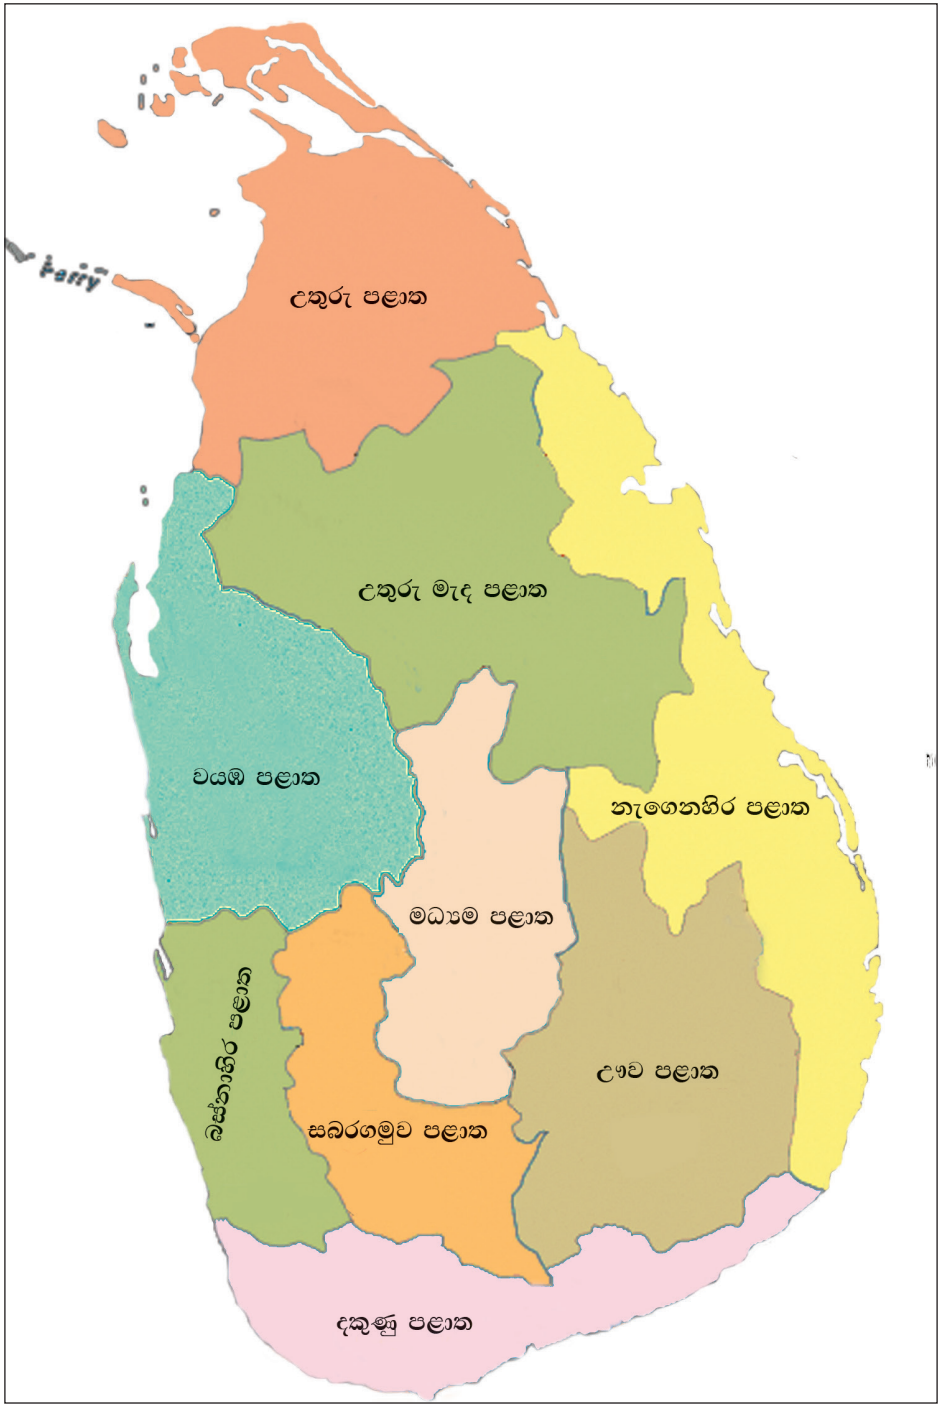 Ferry
උතුරු පළාත
උතුරු මැද පළාත
වයඹ පළාත
නැගෙනහිර පළාත
මධ්‍යම පළාත
බස්නාහිර පළාත
ඌව පළාත
සබරගමුව පළාත
දකුණු පළාත